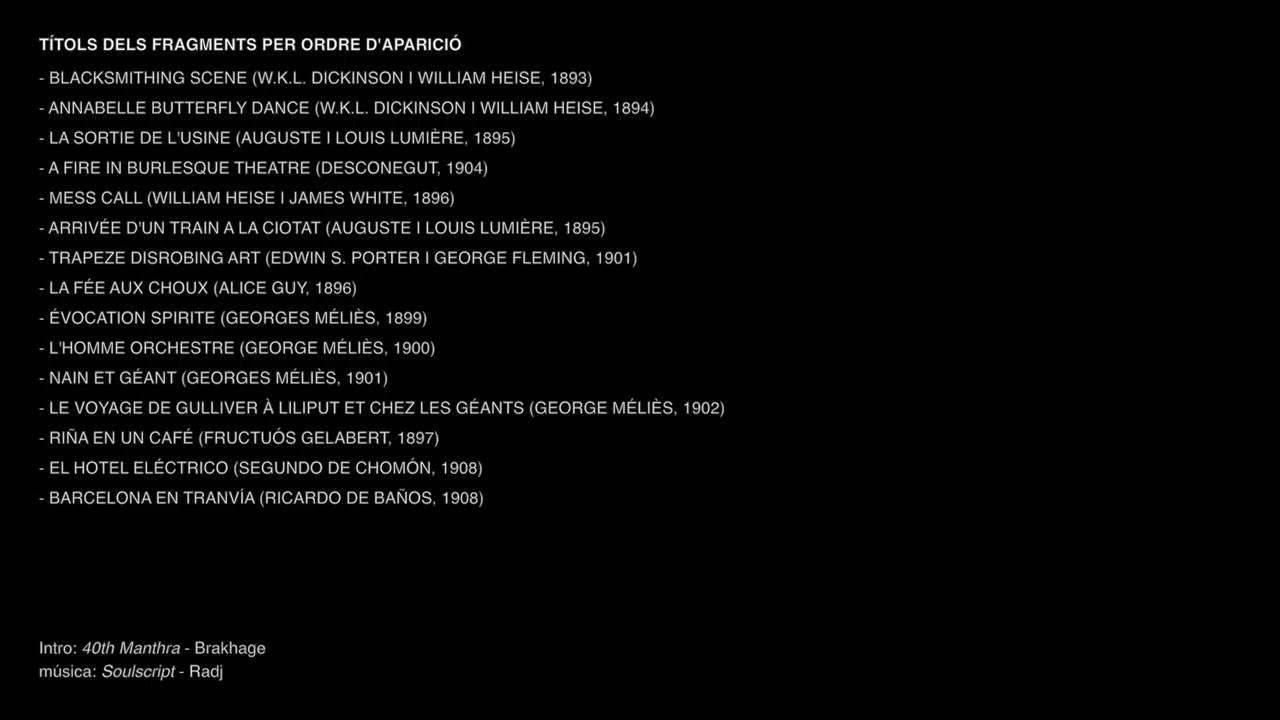 TÍTOLS DELS FRAGMENTS PER ORDRE D'APARICIÓ
- BLACKSMITHING SCENE (W.K.L. DICKINSON I WILLIAM HEISE, 1893)
- ANNABELLE BUTTERFLY DANCE (W.K.L. DICKINSON I WILLIAM HEISE, 1894)
- LA SORTIE DE L'USINE (AUGUSTE I LOUIS LUMIÈRE, 1895)
- A FIRE IN BURLESQUE THEATRE (DESCONEGUT, 1904)
- MESS CALL (WILLIAM HEISE I JAMES WHITE, 1896)
- ARRIVÉE D'UN TRAIN A LA CIOTAT (AUGUSTE I LOUIS LUMIÈRE, 1895)
- TRAPEZE DISROBING ART (EDWIN S. PORTER I GEORGE FLEMING, 1901)
- LA FÉE AUX CHOUX (ALICE GUY, 1896)
- ÉVOCATION SPIRITE (GEORGES MÉLIÈS, 1899)
- L'HOMME ORCHESTRE (GEORGE MÉLIÈS, 1900)
- NAIN ET GÉANT (GEORGES MÉLIÈS, 1901)
- LE VOYAGE DE GULLIVER À LILIPUT ET CHEZ LES GÉANTS (GEORGE MÉLIÈS, 1902)
- RIÑA EN UN CAFÉ (FRUCTUÓS GELABERT, 1897)
- EL HOTEL ELÉCTRICO (SEGUNDO DE CHOMÓN, 1908)
- BARCELONA EN TRANVÍA (RICARDO DE BAÑOS, 1908)
Intro: 40th Manthra - Brakhage
música: Soulscript - Radj